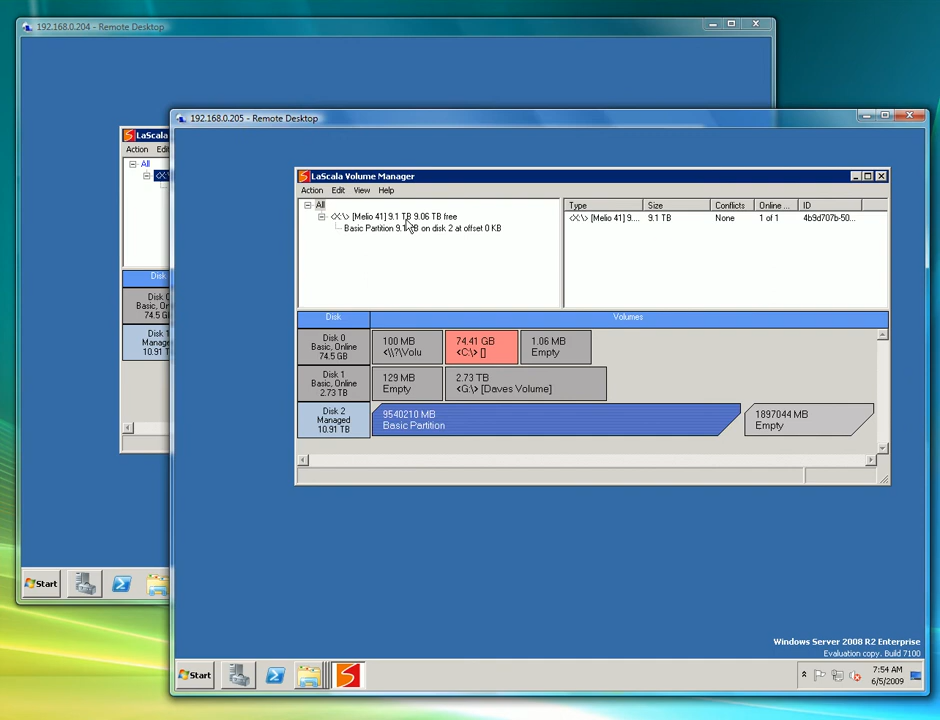 192.168.0.204 - Remote Desktop
LaScala
Action Edi
All
Disk
Disk 0
Basic, On
74.5 G
Disk 1
Manage
10.91 T
Start
192.168.0.205 - Remote Desktop
LaScala Volume Manager
Action Edit View Help
All
<X:\> [Melio 41] 9.1 TB 9.06 TB free
Basic Partition 9.1 TB on disk 2 at offset 0 KB
Type Size Conflicts Online ... ID
<X:\> [Melio 41] 9.... 9.1 TB None 1 of 1 4b9d707b-50...
Disk Volumes
Disk 0
Basic, Online
74.5 GB
100 MB
<\\?\Volu
74.41 GB
<C:\> []
1.06 MB
Empty
Disk 1
Basic, Online
2.73 TB
129 MB
Empty
2.73 TB
<G:\> [Daves Volume]
Disk 2
Managed
10.91 TB
9540210 MB
Basic Partition
1897044 MB
Empty
Windows Server 2008 R2 Enterprise
Evaluation copy. Build 7100
Start
7:54 AM
6/5/2009